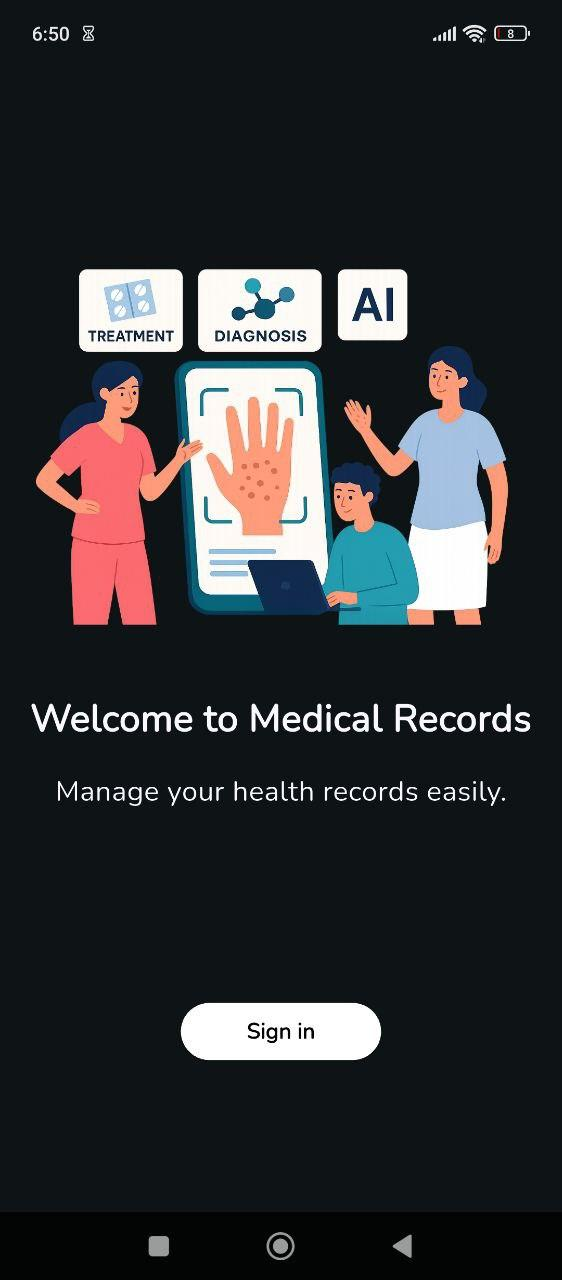 6:50
8
TREATMENT
DIAGNOSIS
AI
Welcome to Medical Records
Manage your health records easily.
Sign in